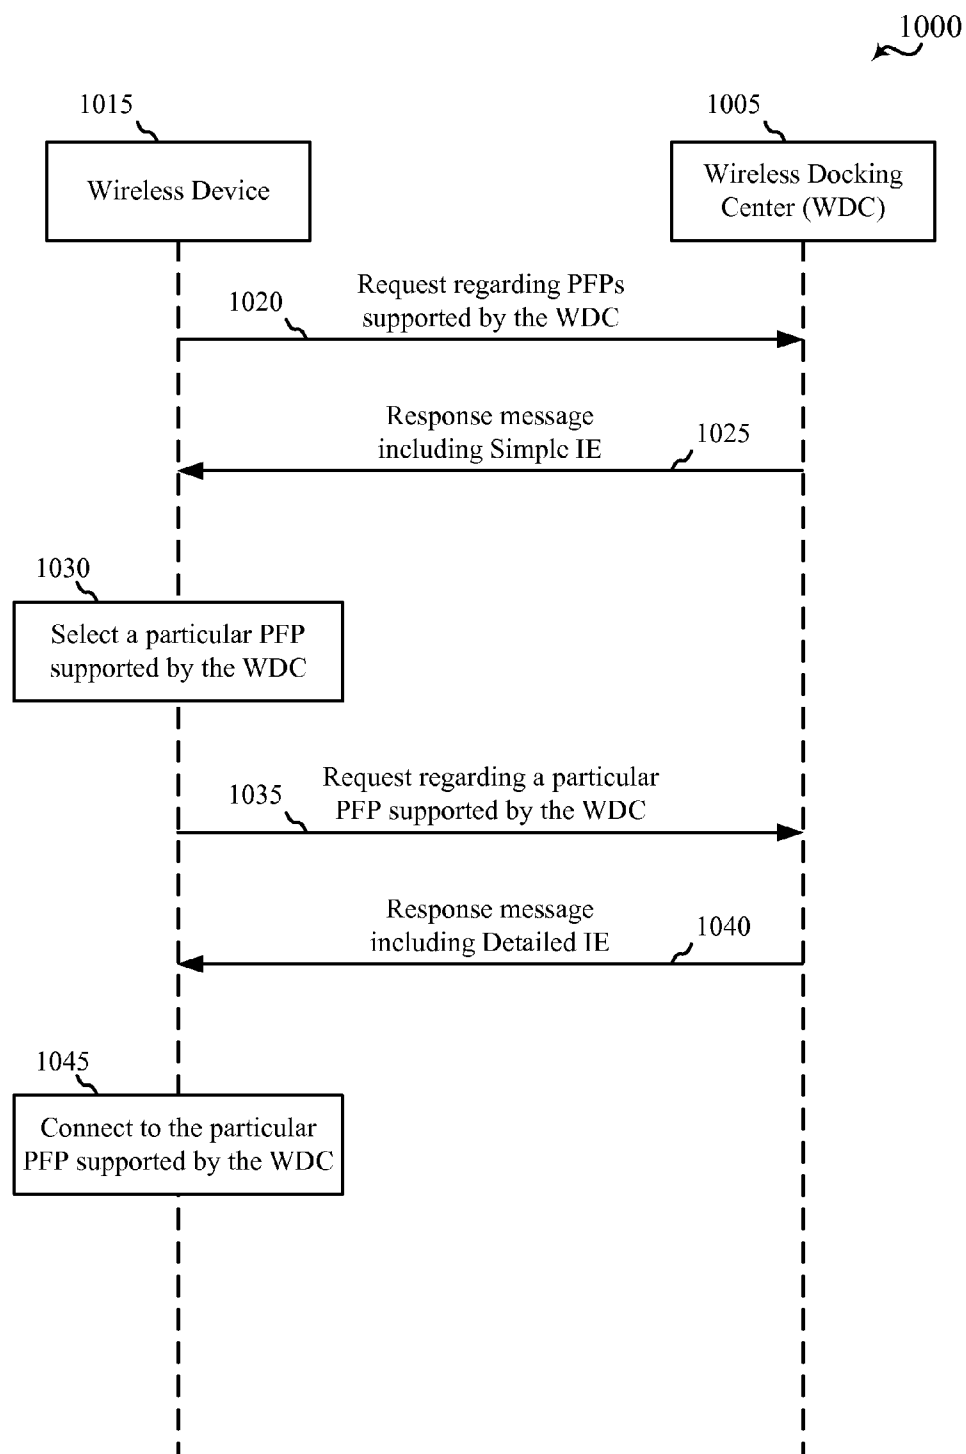 1000
1015
1005
Wireless Device
Wireless Docking
Center (WDC)
Request regarding PFPs
supported by the WDC
1020
Response message
including Simple IE
1025
1030
Select a particular PFP
supported by the WDC
Request regarding a particular
PFP supported by the WDC
1035
Response message
including Detailed IE
1040
1045
Connect to the particular
PFP supported by the WDC